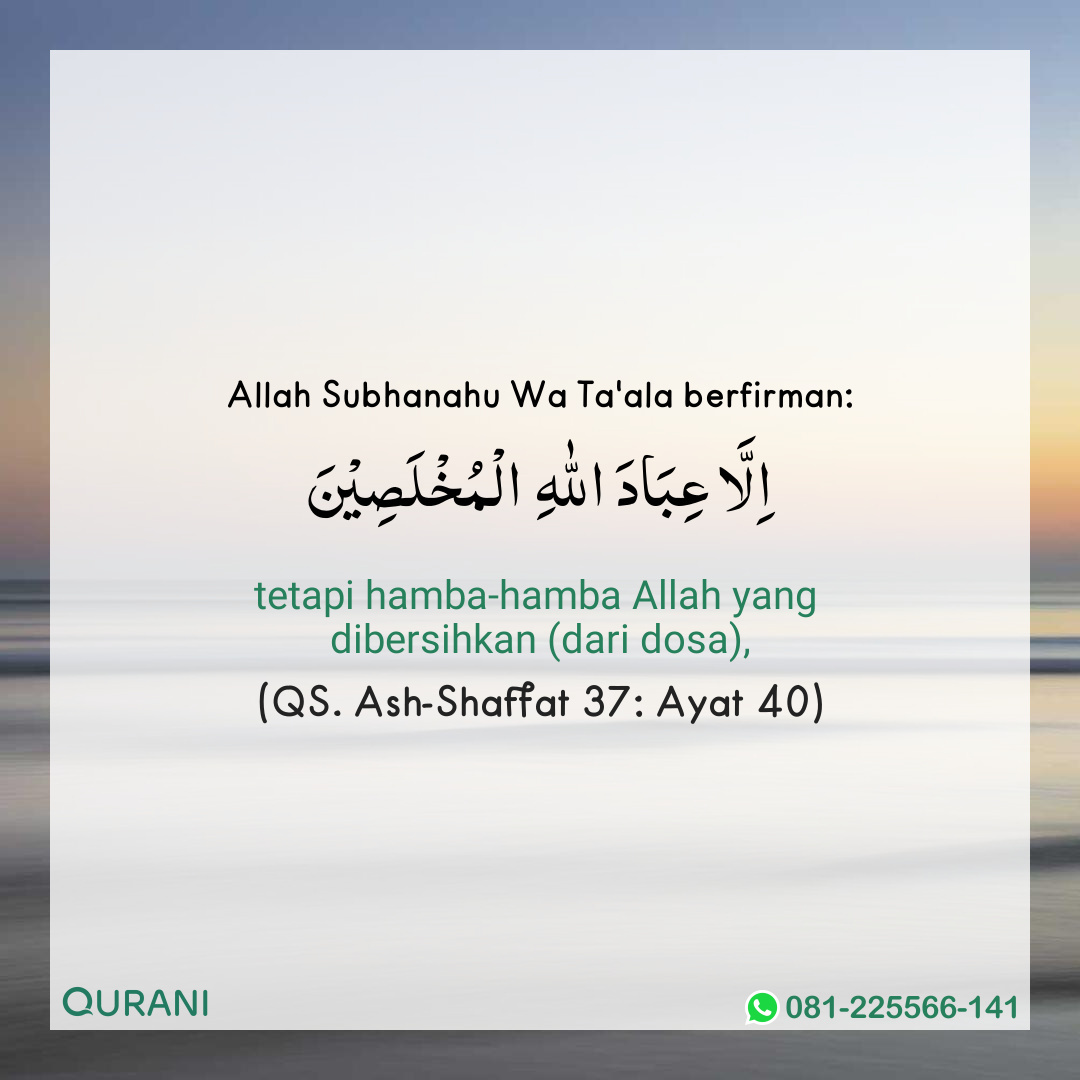 Allah Subhanahu Wa Ta'ala berfirman:
اِلَّا عِبَادَ اللّٰهِ الْمُخْلَصِيْنَ
tetapi hamba-hamba Allah yang
dibersihkan (dari dosa),
(QS. Ash-Shaffat 37: Ayat 40)
QURANI
081-225566-141